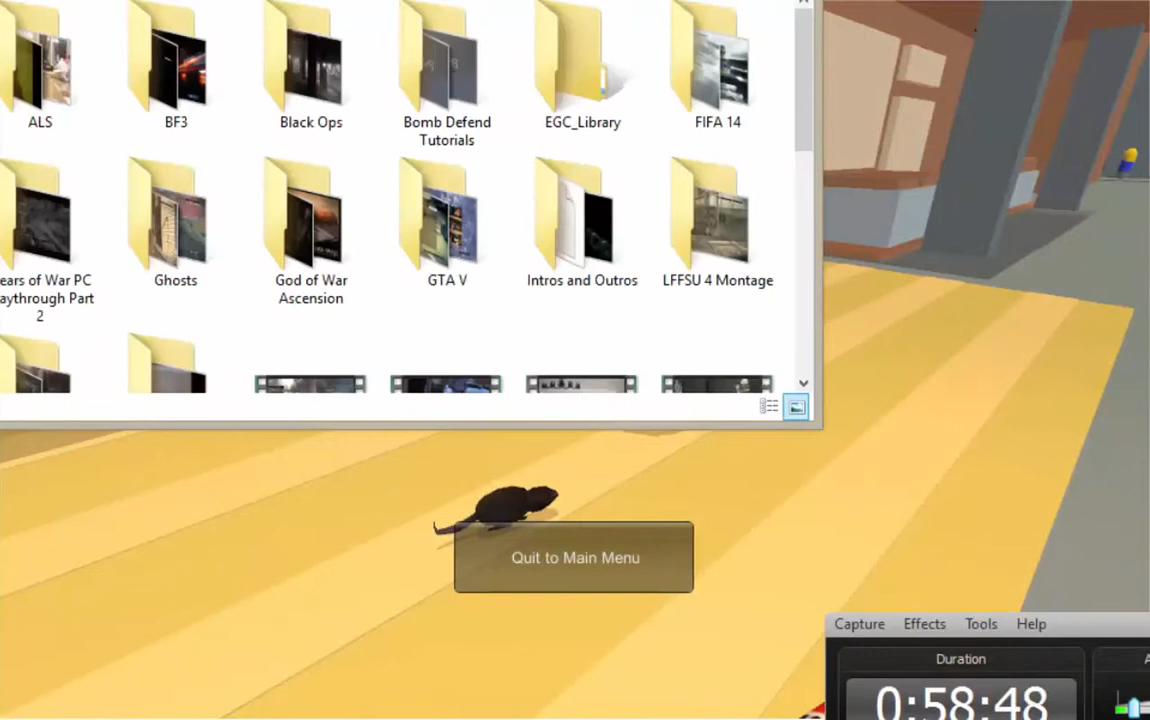 ALS
BF3
Black Ops
Bomb Defend
Tutorials
EGC_Library
FIFA 14
ears of War PC
aythrough Part
2
Ghosts
God of War
Ascension
GTA V
Intros and Outros
LFFSU 4 Montage
Quit to Main Menu
Capture Effects Tools Help
Duration
0:58:48